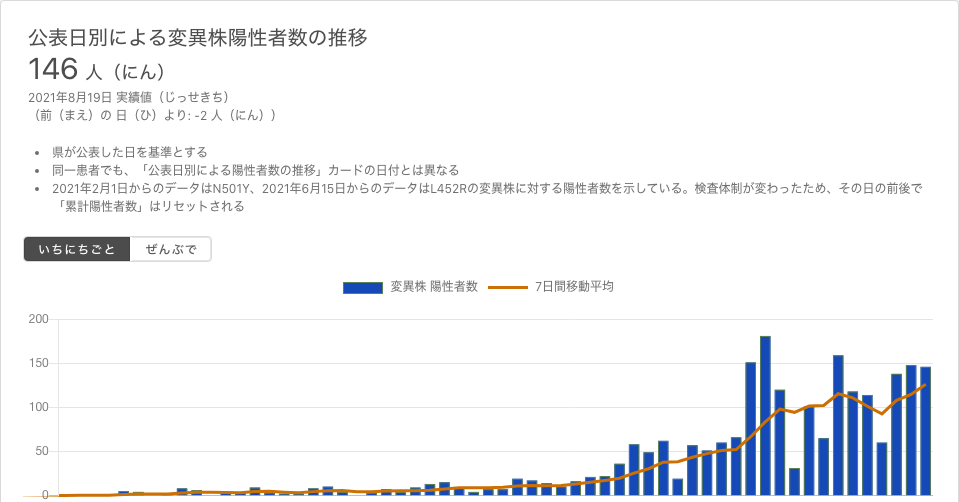 公表日別による変異株陽性者数の推移
146 人（にん）
2021年8月19日 実績値（じっせきち）
（前（まえ）の 日（ひ）より: -2 人（にん））
• 県が公表した日を基準とする
• 同一患者でも、「公表日別による陽性者数の推移」カードの日付とは異なる
• 2021年2月1日からのデータはN501Y、2021年6月15日からのデータはL452Rの変異株に対する陽性者数を示している。検査体制が変わったため、その日の前後で
「累計陽性者数」はリセットされる
いちにちごと ぜんぶで
変異株 陽性者数 7日間移動平均
200
150
100
50
0